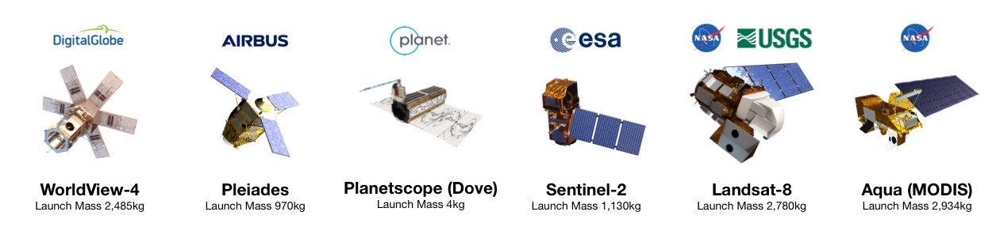 DigitalGlobe
AIRBUS
planet.
esa
NASA
USGS
NASA
WorldView-4
Launch Mass 2,485kg
Pleiades
Launch Mass 970kg
Planetscope (Dove)
Launch Mass 4kg
Sentinel-2
Launch Mass 1,130kg
Landsat-8
Launch Mass 2,780kg
Aqua (MODIS)
Launch Mass 2,934kg